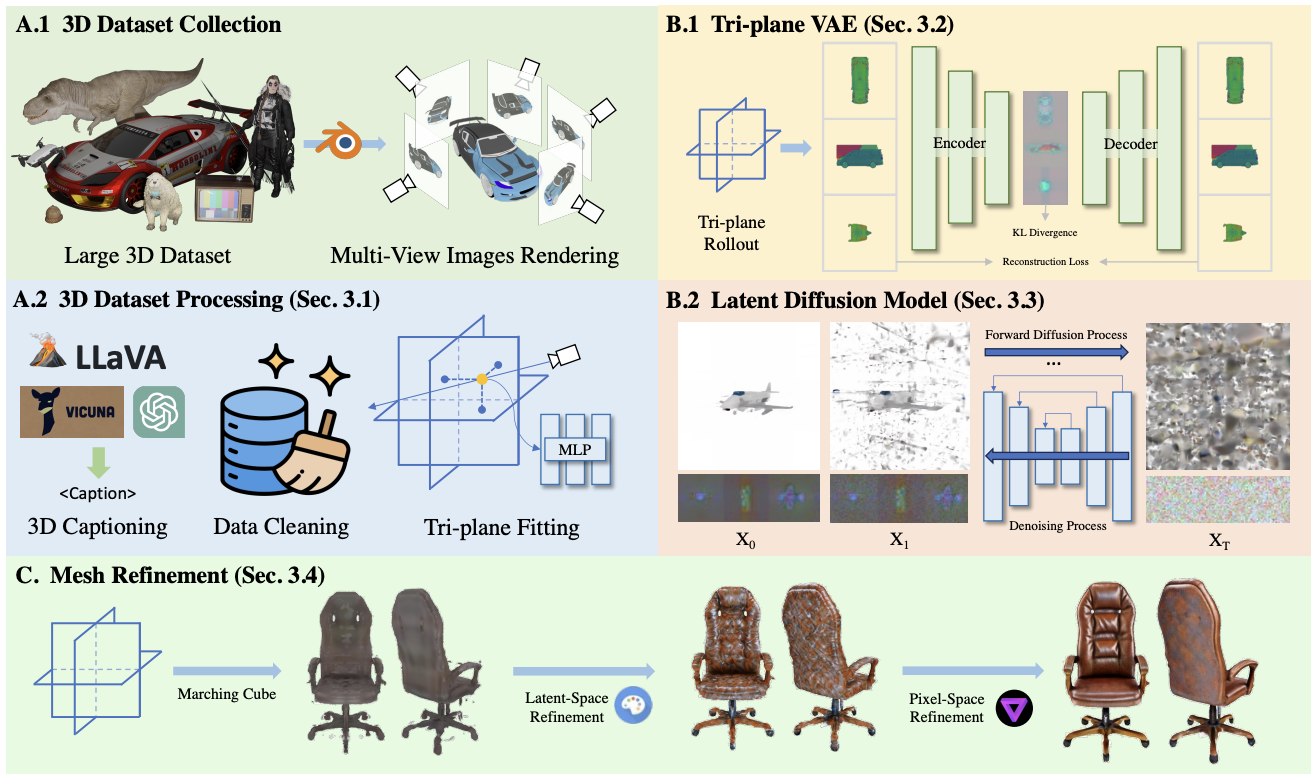 A.1 3D Dataset Collection
Large 3D Dataset
Multi-View Images Rendering
B.1 Tri-plane VAE (Sec. 3.2)
Tri-plane
Rollout
Encoder
Decoder
KL Divergence
Reconstruction Loss
A.2 3D Dataset Processing (Sec. 3.1)
LLaVA
VICUNA
<Caption>
3D Captioning
Data Cleaning
MLP
Tri-plane Fitting
B.2 Latent Diffusion Model (Sec. 3.3)
Forward Diffusion Process
...
Denoising Process
X0
X1
XT
C. Mesh Refinement (Sec. 3.4)
Marching Cube
Latent-Space
Refinement
Pixel-Space
Refinement